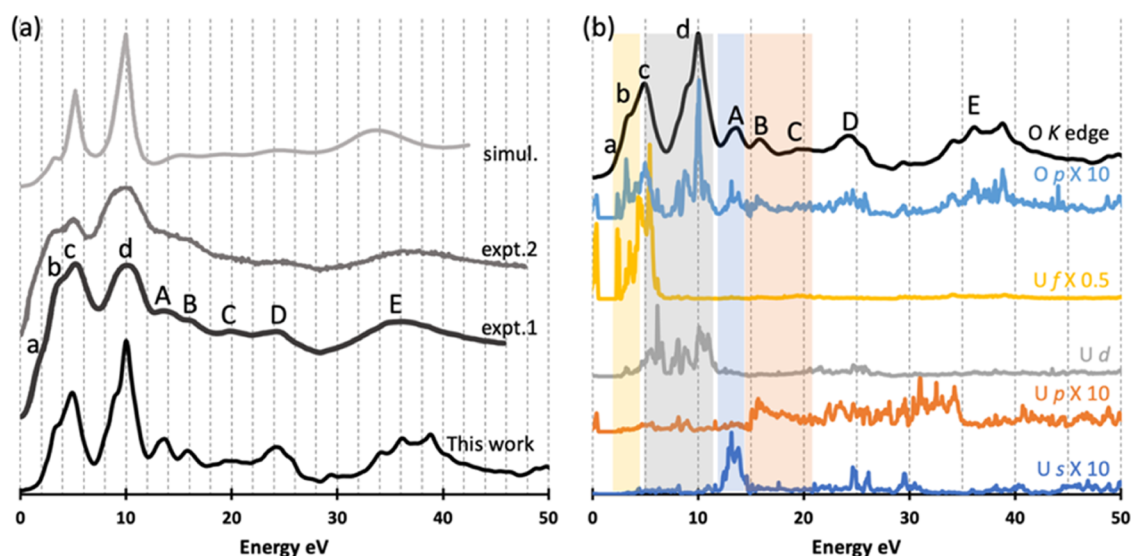 (a)
simul.
expt.2
b c d
a A B C D E
expt.1
This work
0 10 20 30 40 50
Energy eV
(b)
d
c
b
a A B C D E
O K edge
O p X 10
U f X 0.5
U d
U p X 10
U s X 10
0 10 20 30 40 50
Energy eV